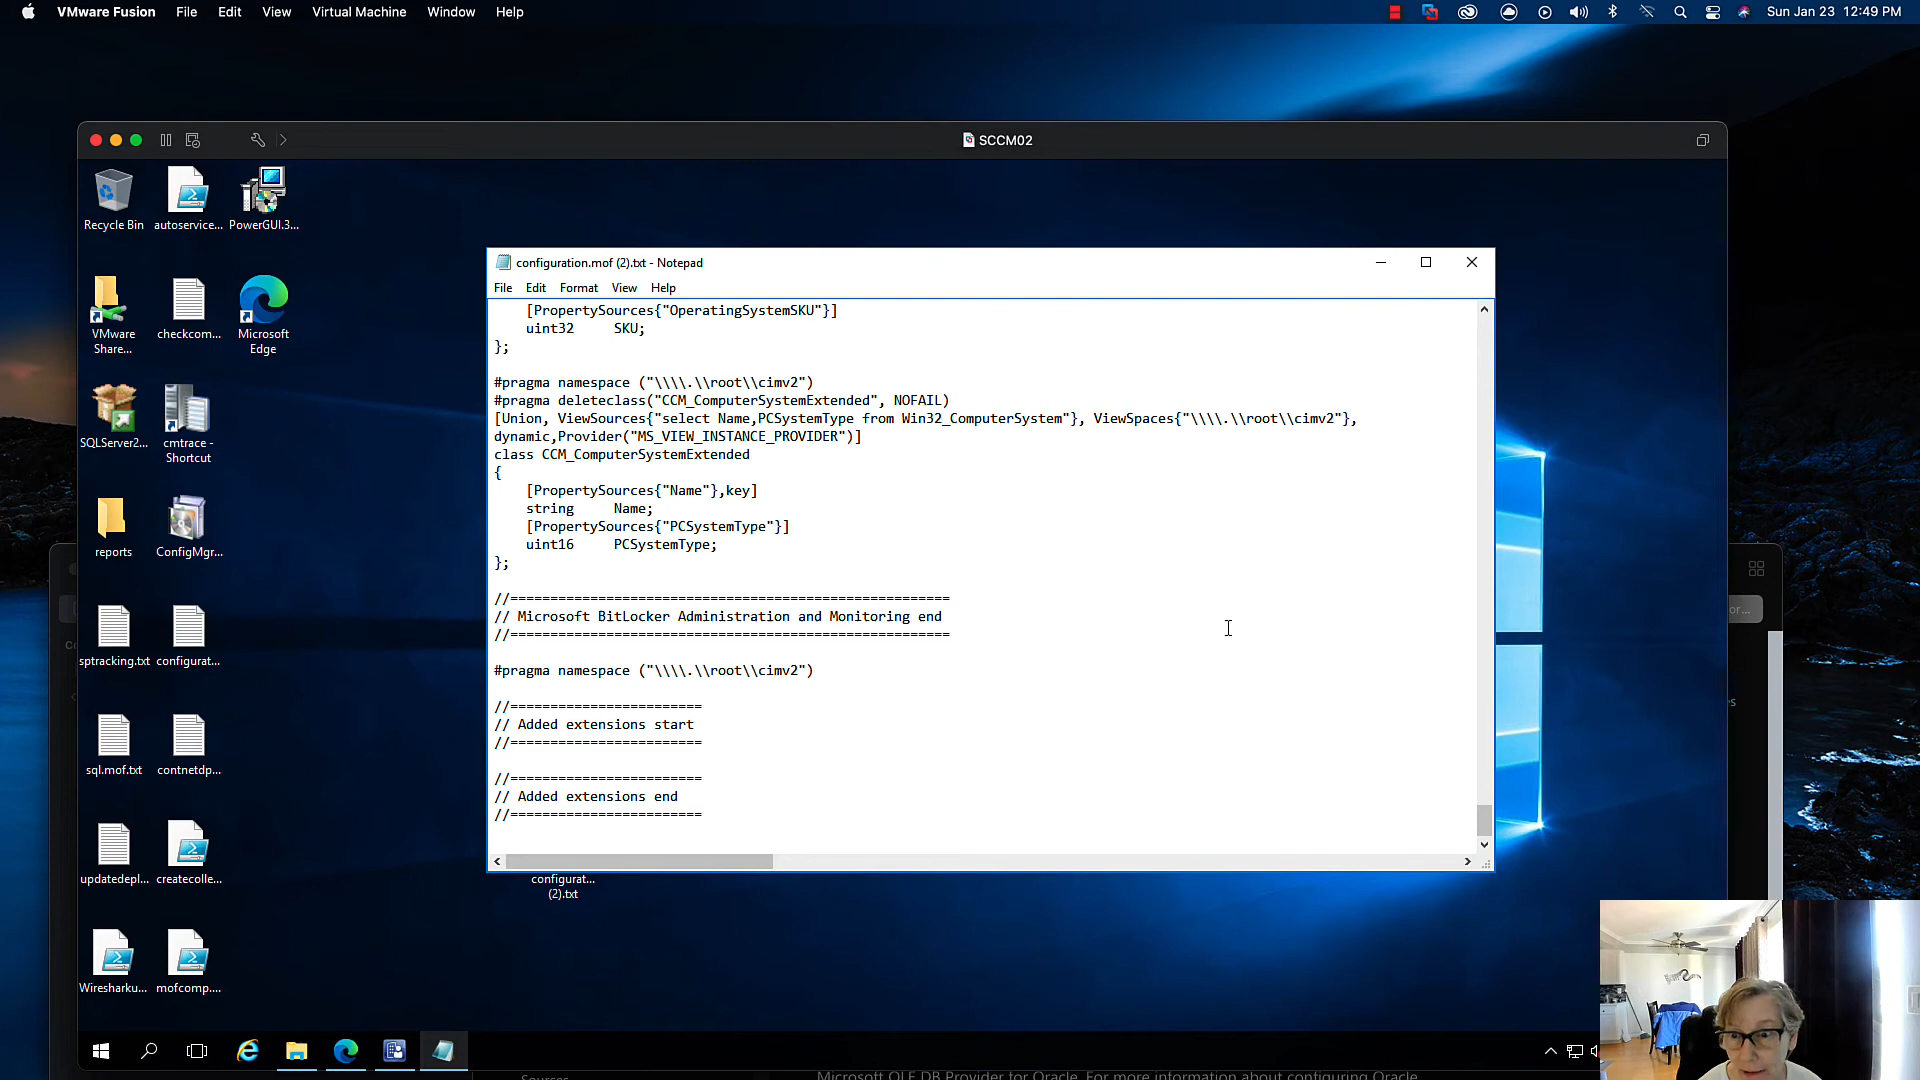 VMware Fusion File Edit View Virtual Machine Window Help
Sun Jan 23 12:49 PM
SCCM02
Recycle Bin
autoservice...
PowerGUI.3...
VMware
Share...
checkcom...
Microsoft
Edge
SQLServer2...
cmtrace -
Shortcut
reports
ConfigMgr...
sptracking.txt
configurat...
sql.mof.txt
contnetdp...
updatedepl...
createcolle...
Wiresharku...
mofcomp....
configuration.mof (2).txt - Notepad
File Edit Format View Help
[PropertySources{"OperatingSystemSKU"}]
uint32 SKU;
};
#pragma namespace ("\\\\.\\root\\cimv2")
#pragma deleteclass("CCM_ComputerSystemExtended", NOFAIL)
[Union, ViewSources{"select Name,PCSystemType from Win32_ComputerSystem"}, ViewSpaces{"\\\\.\\root\\cimv2"},
dynamic,Provider("MS_VIEW_INSTANCE_PROVIDER")]
class CCM_ComputerSystemExtended
{
[PropertySources{"Name"},key]
string Name;
[PropertySources{"PCSystemType"}]
uint16 PCSystemType;
};
//=======================================================
// Microsoft BitLocker Administration and Monitoring end
//=======================================================
#pragma namespace ("\\\\.\\root\\cimv2")
//========================
// Added extensions start
//========================
//========================
// Added extensions end
//========================
configurat...
(2).txt
or...
es
Microsoft OLE DB Provider for Oracle. For more information about configuring Oracle